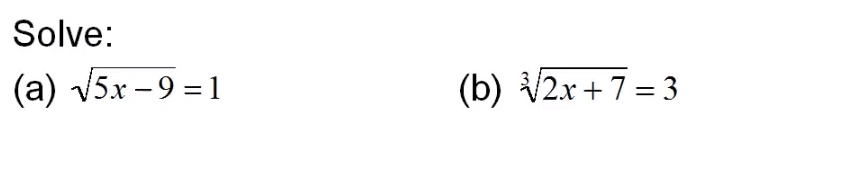 Solve:
(a) √5x − 9 = 1 (b) ∛2x + 7 = 3